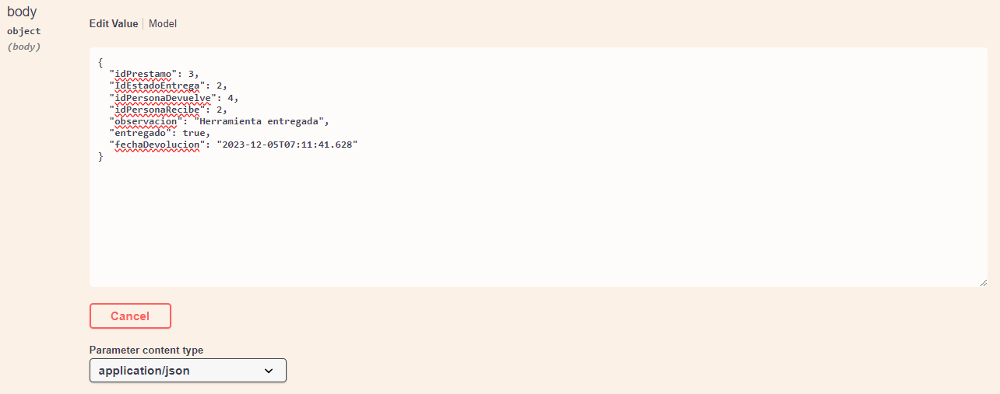 body
object
(body)
Edit Value | Model
{
  "idPrestamo": 3,
  "IdEstadoEntrega": 2,
  "idPersonaDevuelve": 4,
  "idPersonaRecibe": 2,
  "observacion": "Herramienta entregada",
  "entregado": true,
  "fechaDevolucion": "2023-12-05T07:11:41.628"
}
Cancel
Parameter content type
application/json